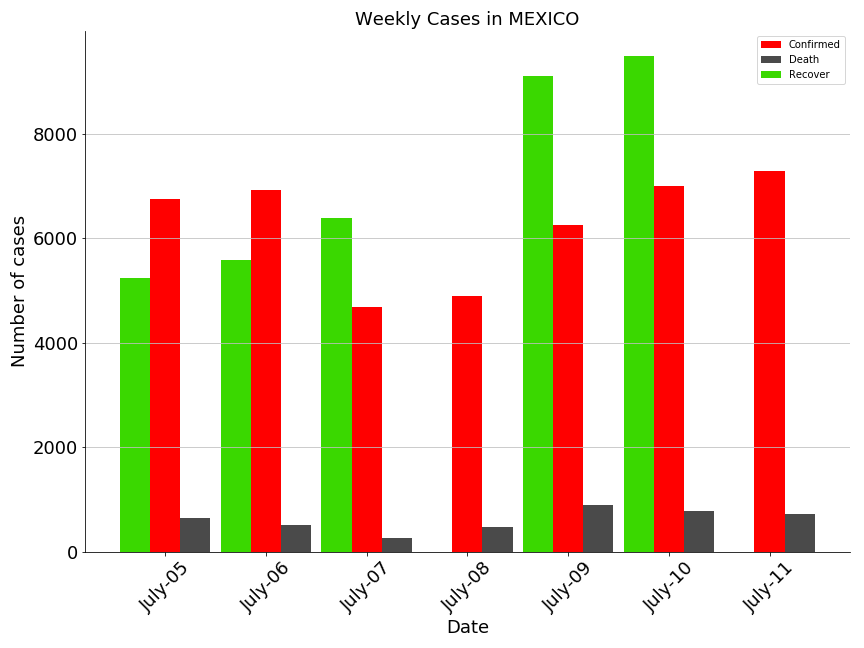 Weekly Cases in MEXICO
Confirmed
Death
Recover
Number of cases
8000
6000
4000
2000
0
July-05
July-06
July-07
July-08
July-09
July-10
July-11
Date